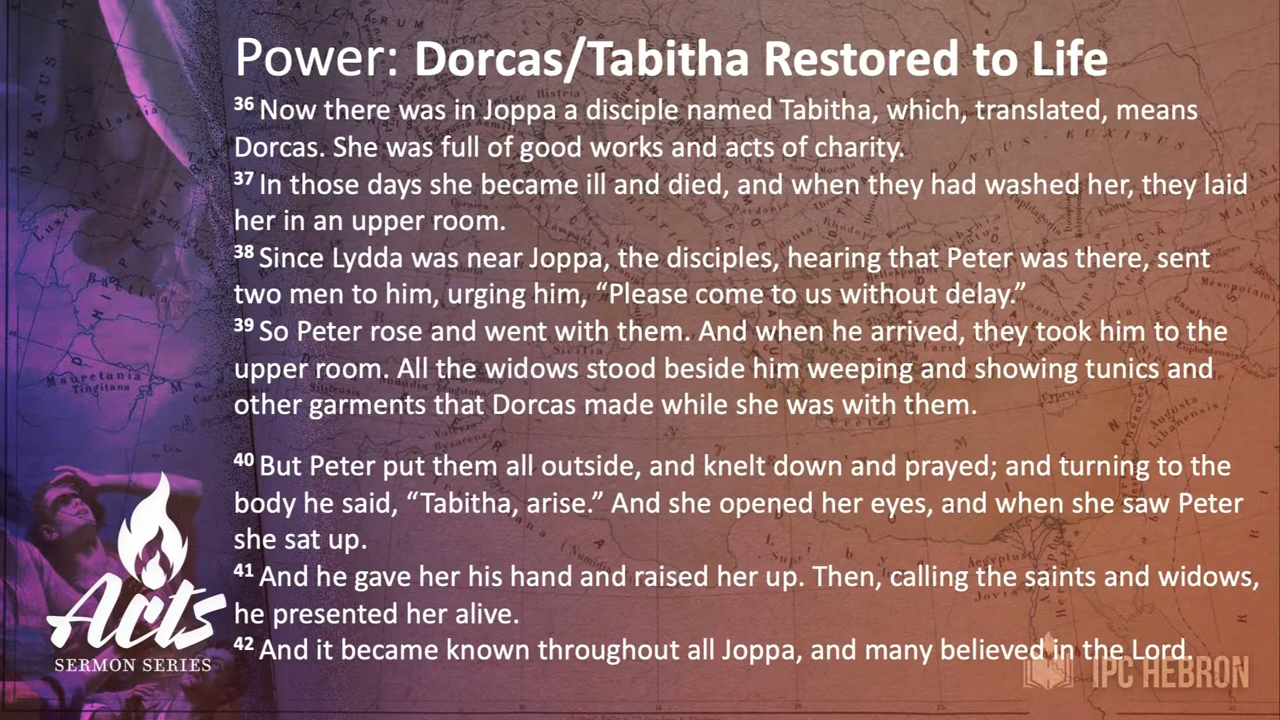 Power: Dorcas/Tabitha Restored to Life
36 Now there was in Joppa a disciple named Tabitha, which, translated, means
Dorcas. She was full of good works and acts of charity.
37 In those days she became ill and died, and when they had washed her, they laid
her in an upper room.
38 Since Lydda was near Joppa, the disciples, hearing that Peter was there, sent
two men to him, urging him, “Please come to us without delay.”
39 So Peter rose and went with them. And when he arrived, they took him to the
upper room. All the widows stood beside him weeping and showing tunics and
other garments that Dorcas made while she was with them.
40 But Peter put them all outside, and knelt down and prayed; and turning to the
body he said, “Tabitha, arise.” And she opened her eyes, and when she saw Peter
she sat up.
41 And he gave her his hand and raised her up. Then, calling the saints and widows,
he presented her alive.
42 And it became known throughout all Joppa, and many believed in the Lord.
Acts
SERMON SERIES
IPC HEBRON
Mauretania
Tingitana